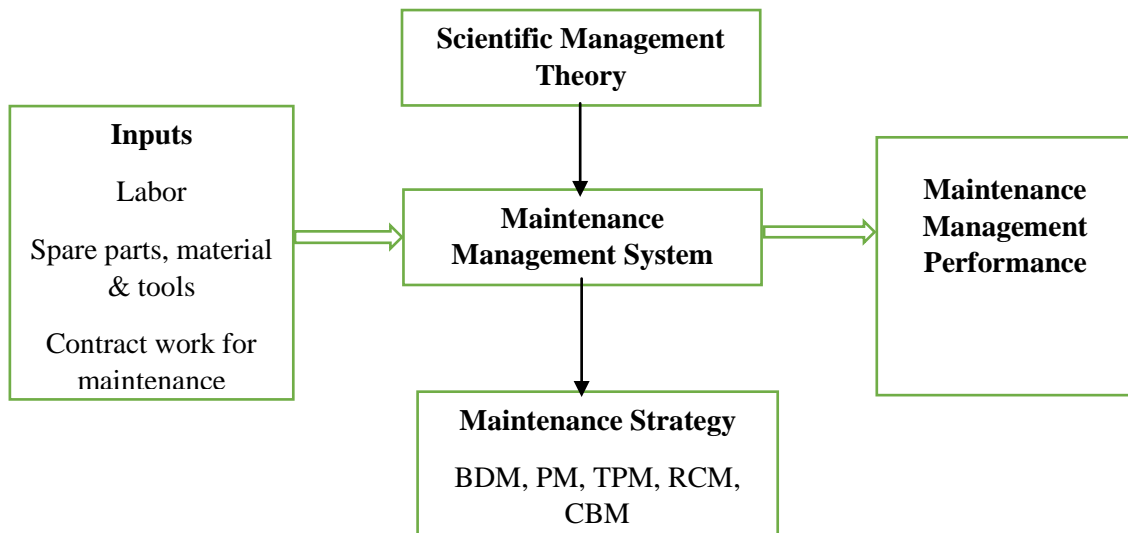 Scientific Management
Theory
Inputs
Labor
Spare parts, material
& tools
Contract work for
maintenance
Maintenance
Management System
Maintenance
Management
Performance
Maintenance Strategy
BDM, PM, TPM, RCM,
CBM